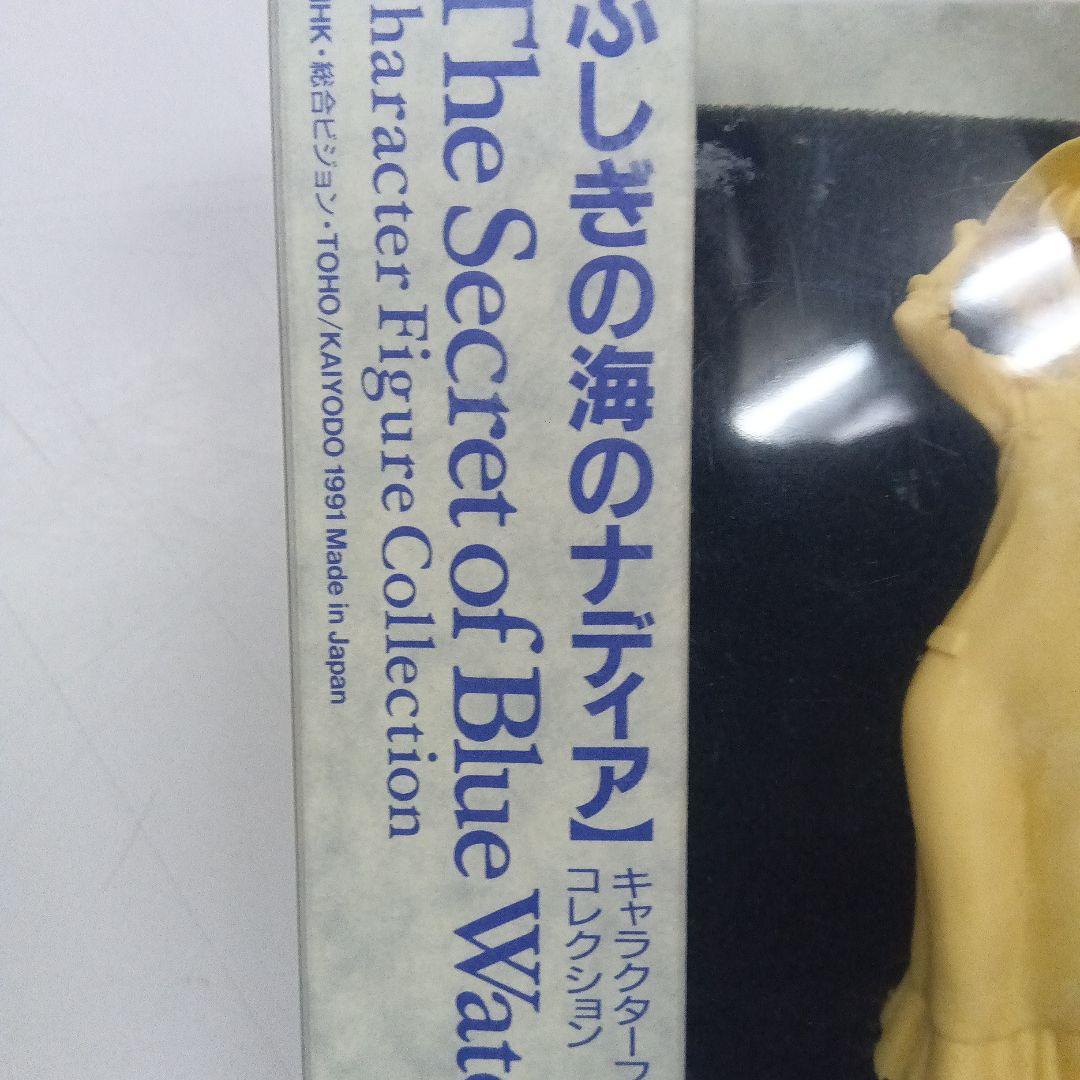 ふしぎの海のナディア】
キャラクターフ
コレクション
The Secret of Blue Wate
haracter Figure Collection
NHK・総合ビジョン・TOHO/KAIYODO 1991 Made in Japan